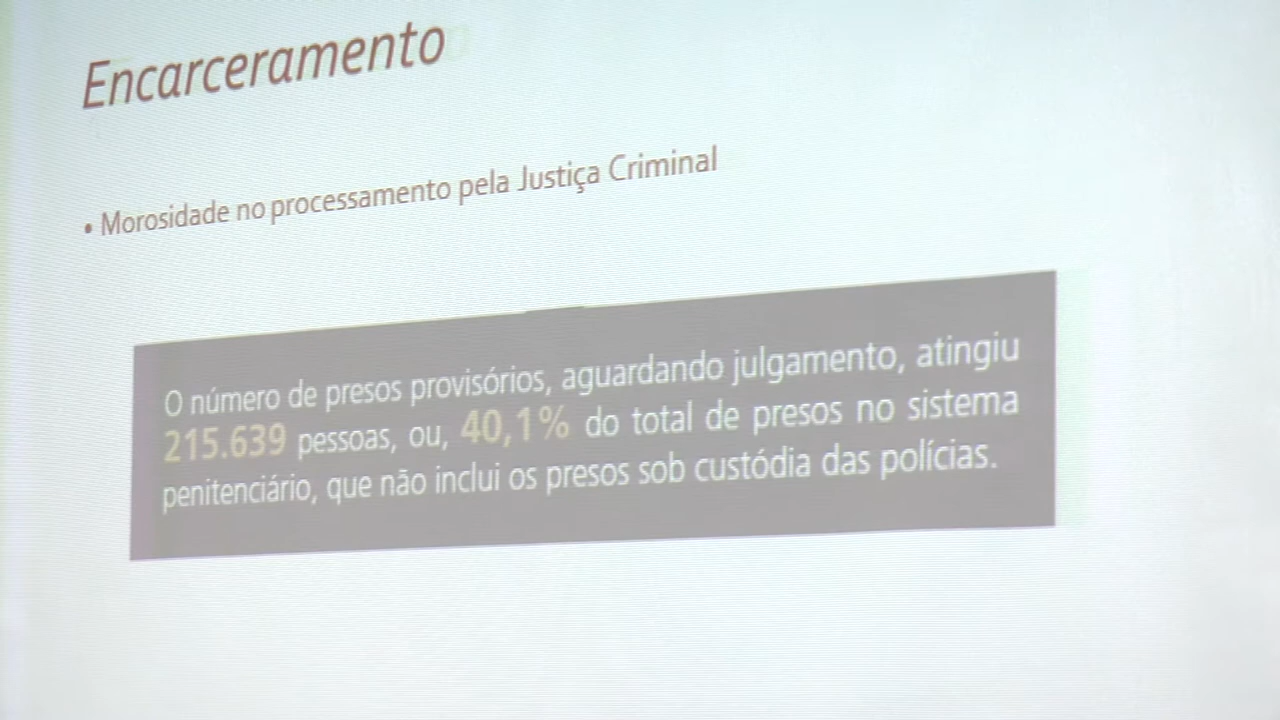 Encarceramento
• Morosidade no processamento pela Justiça Criminal
O número de presos provisórios, aguardando julgamento, atingiu
215.639 pessoas, ou, 40,1% do total de presos no sistema
penitenciário, que não inclui os presos sob custódia das polícias.